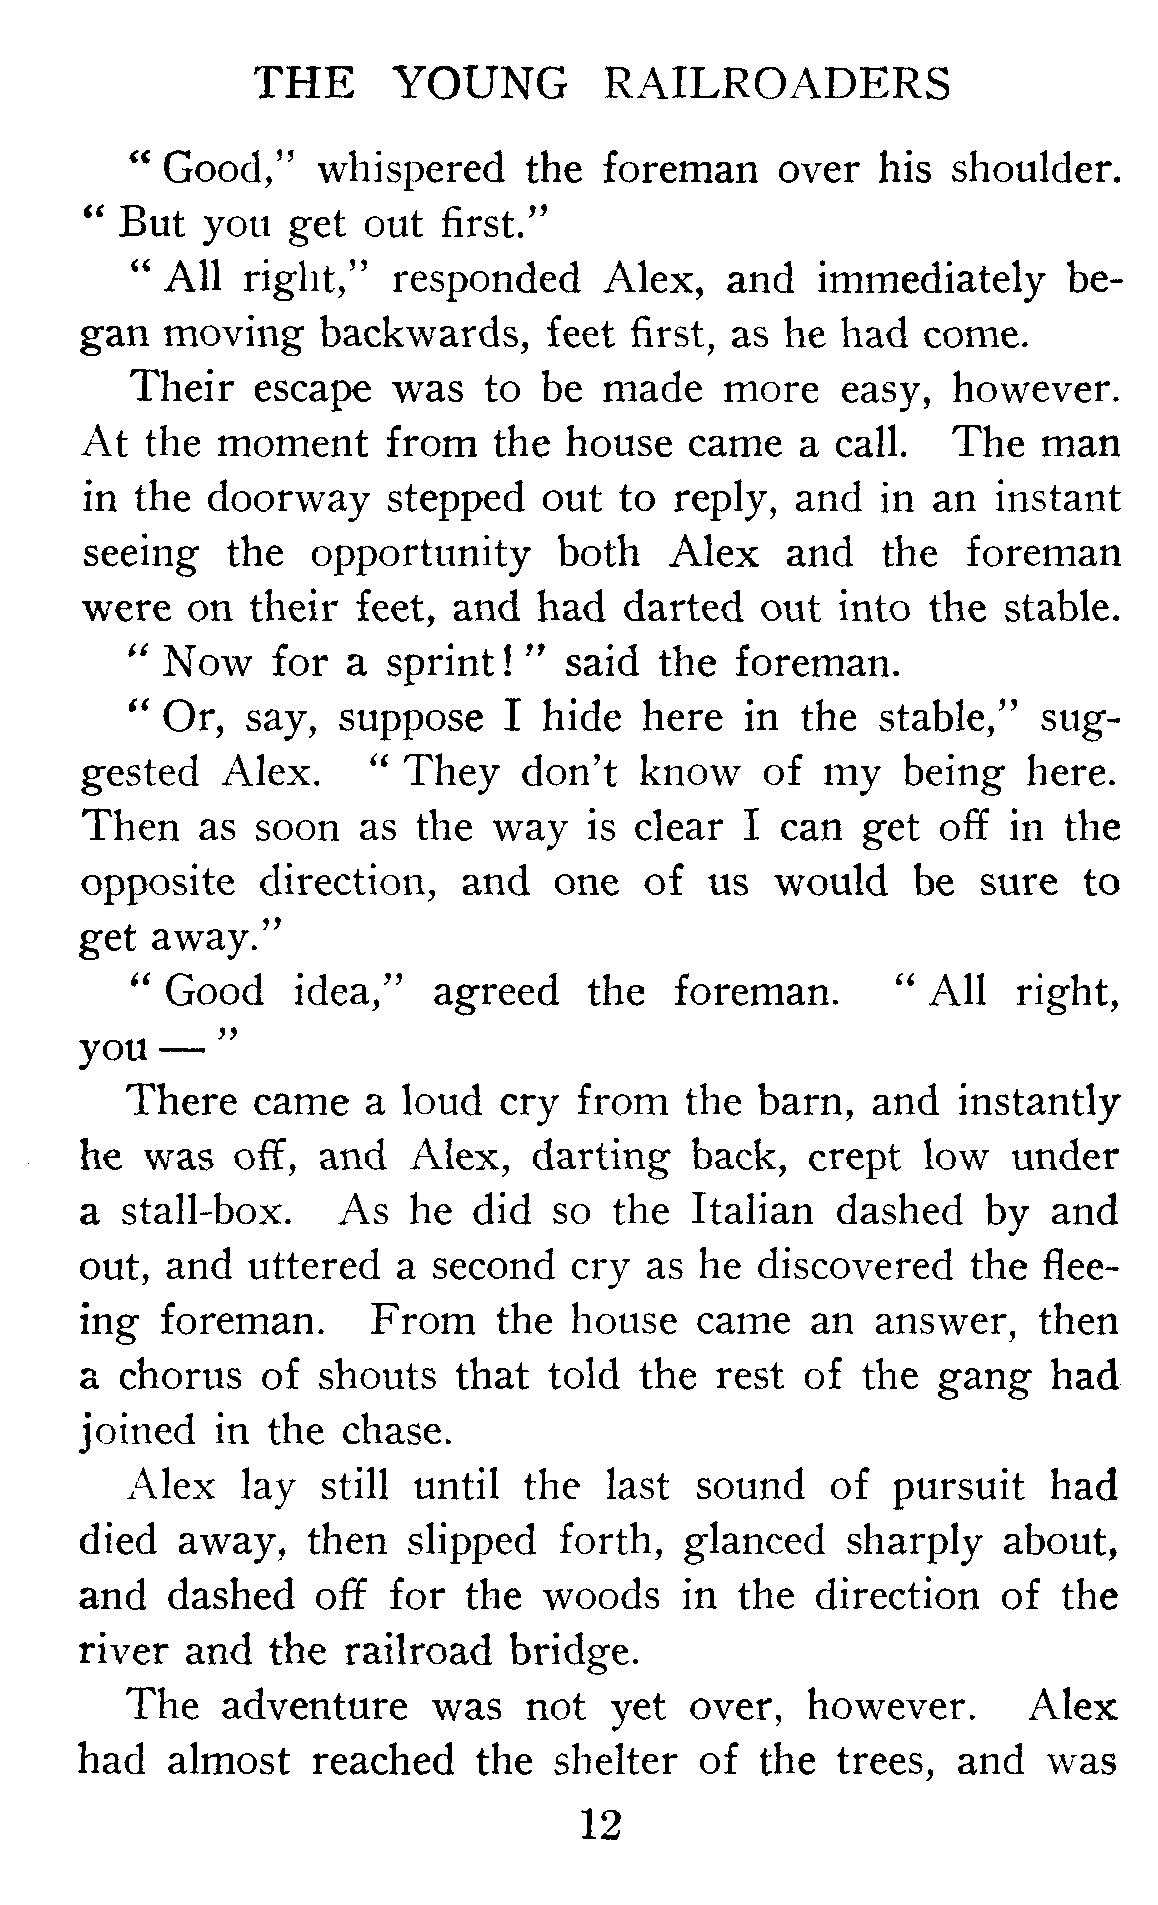 THE YOUNG RAILROADERS
“ Good,” whispered the foreman over his shoulder.
“ But you get out first.”
“ All right,” responded Alex, and immediately be-
gan moving backwards, feet first, as he had come.
Their escape was to be made more easy, however.
At the moment from the house came a call. The man
in the doorway stepped out to reply, and in an instant
seeing the opportunity both Alex and the foreman
were on their feet, and had darted out into the stable.
“ Now for a sprint! ” said the foreman.
“ Or, say, suppose I hide here in the stable,” sug-
gested Alex. “ They don’t know of my being here.
Then as soon as the way is clear I can get off in the
opposite direction, and one of us would be sure to
get away.”
“ Good idea,” agreed the foreman. “ All right,
you — ”
There came a loud cry from the barn, and instantly
he was off, and Alex, darting back, crept low under
a stall-box. As he did so the Italian dashed by and
out, and uttered a second cry as he discovered the flee-
ing foreman. From the house came an answer, then
a chorus of shouts that told the rest of the gang had
joined in the chase.
Alex lay still until the last sound of pursuit had
died away, then slipped forth, glanced sharply about,
and dashed off for the woods in the direction of the
river and the railroad bridge.
The adventure was not yet over, however. Alex
had almost reached the shelter of the trees, and was
12